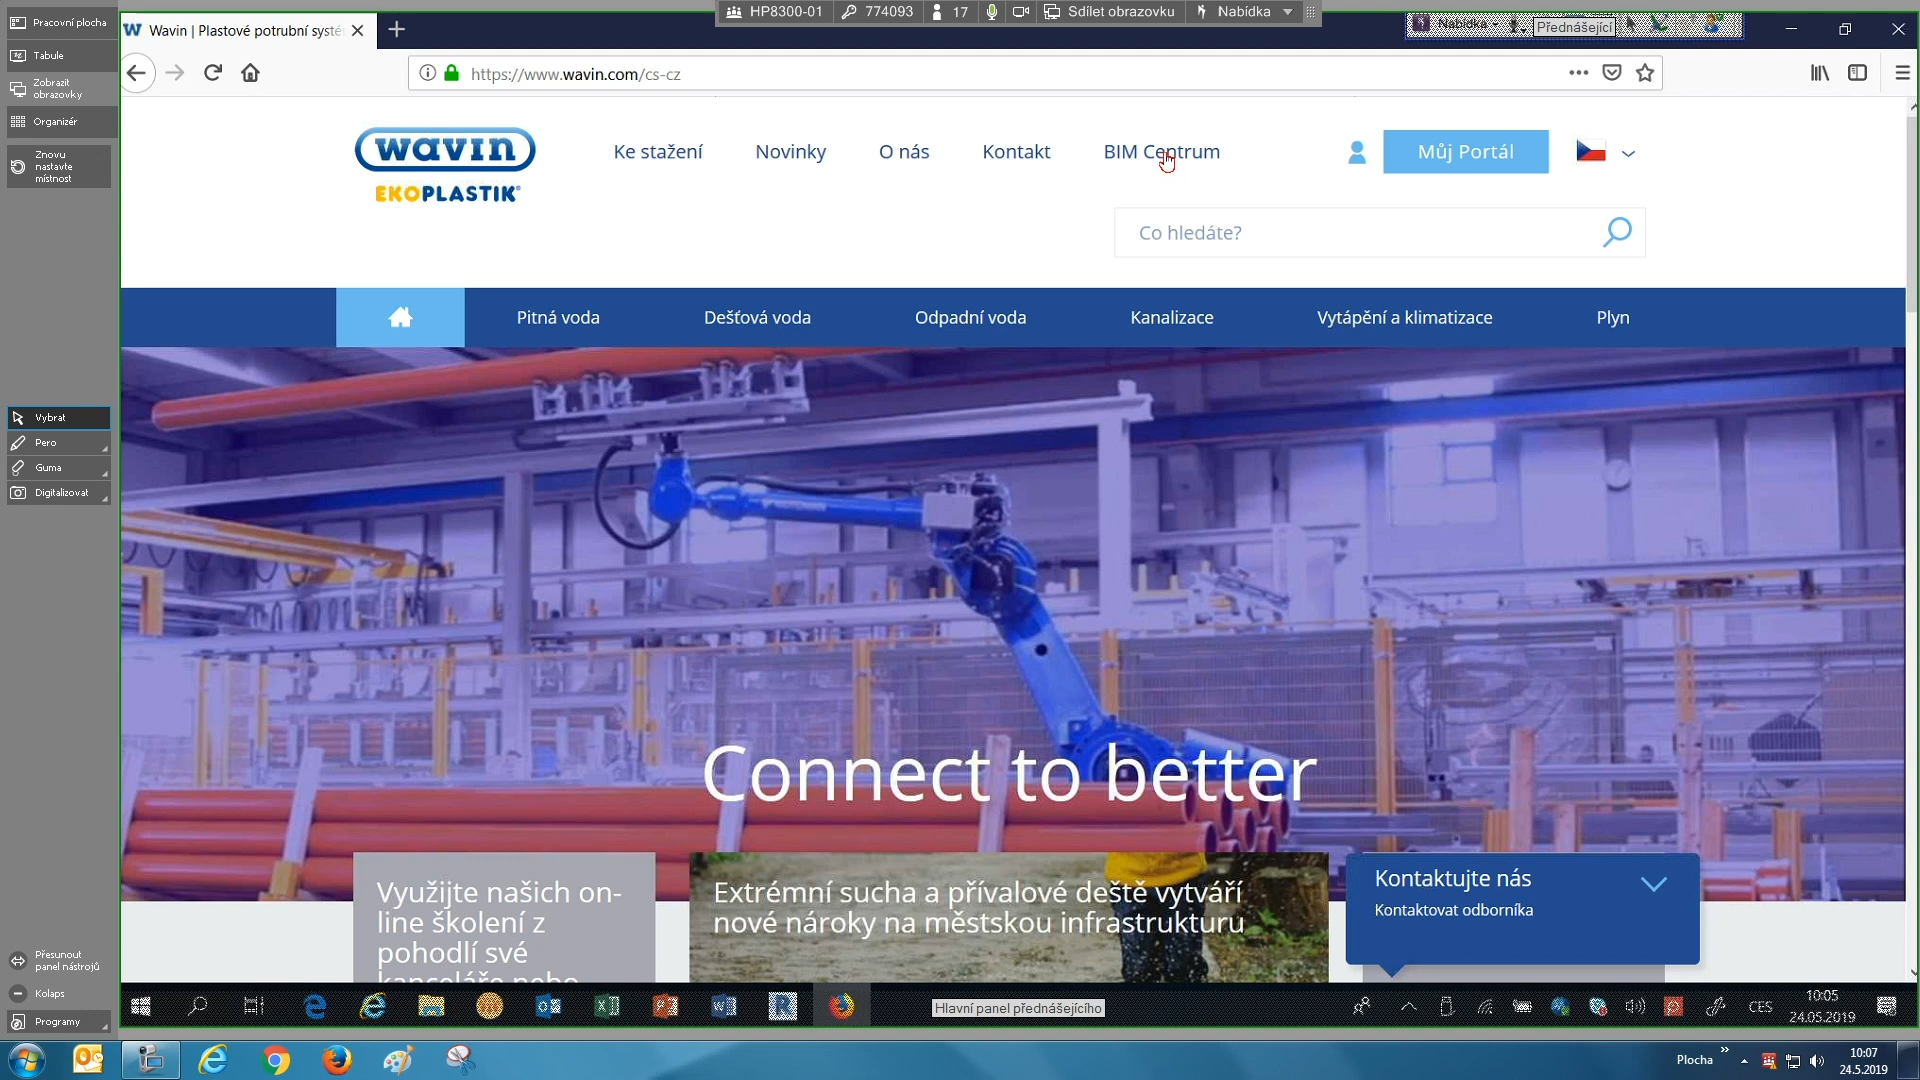 Pracovní plocha
Tabule
Zobrazit
obrazovky
Organizér
Znovu
nastavte
místnost
Vybrat
Pero
Guma
Digitalizovat
Přesunout
panel nástrojů
Kolaps
Programy
HP8300-01
774093
17
Sdílet obrazovku
Nabídka
Wavin | Plastové potrubní systé
Nabídka
Přednášející
https://www.wavin.com/cs-cz
wavin
EKOPLASTIK
Ke stažení
Novinky
O nás
Kontakt
BIM Centrum
Můj Portál
Co hledáte?
Pitná voda
Dešťová voda
Odpadní voda
Kanalizace
Vytápění a klimatizace
Plyn
Connect to better
Využijte našich on-
line školení z
pohodlí své
kanceláře nebo
Extrémní sucha a přívalové deště vytváří
nové nároky na městskou infrastrukturu
Kontaktujte nás
Kontaktovat odborníka
Hlavní panel přednášejícího
CES
10:05
24.05.2019
Plocha
10:07
24.5.2019